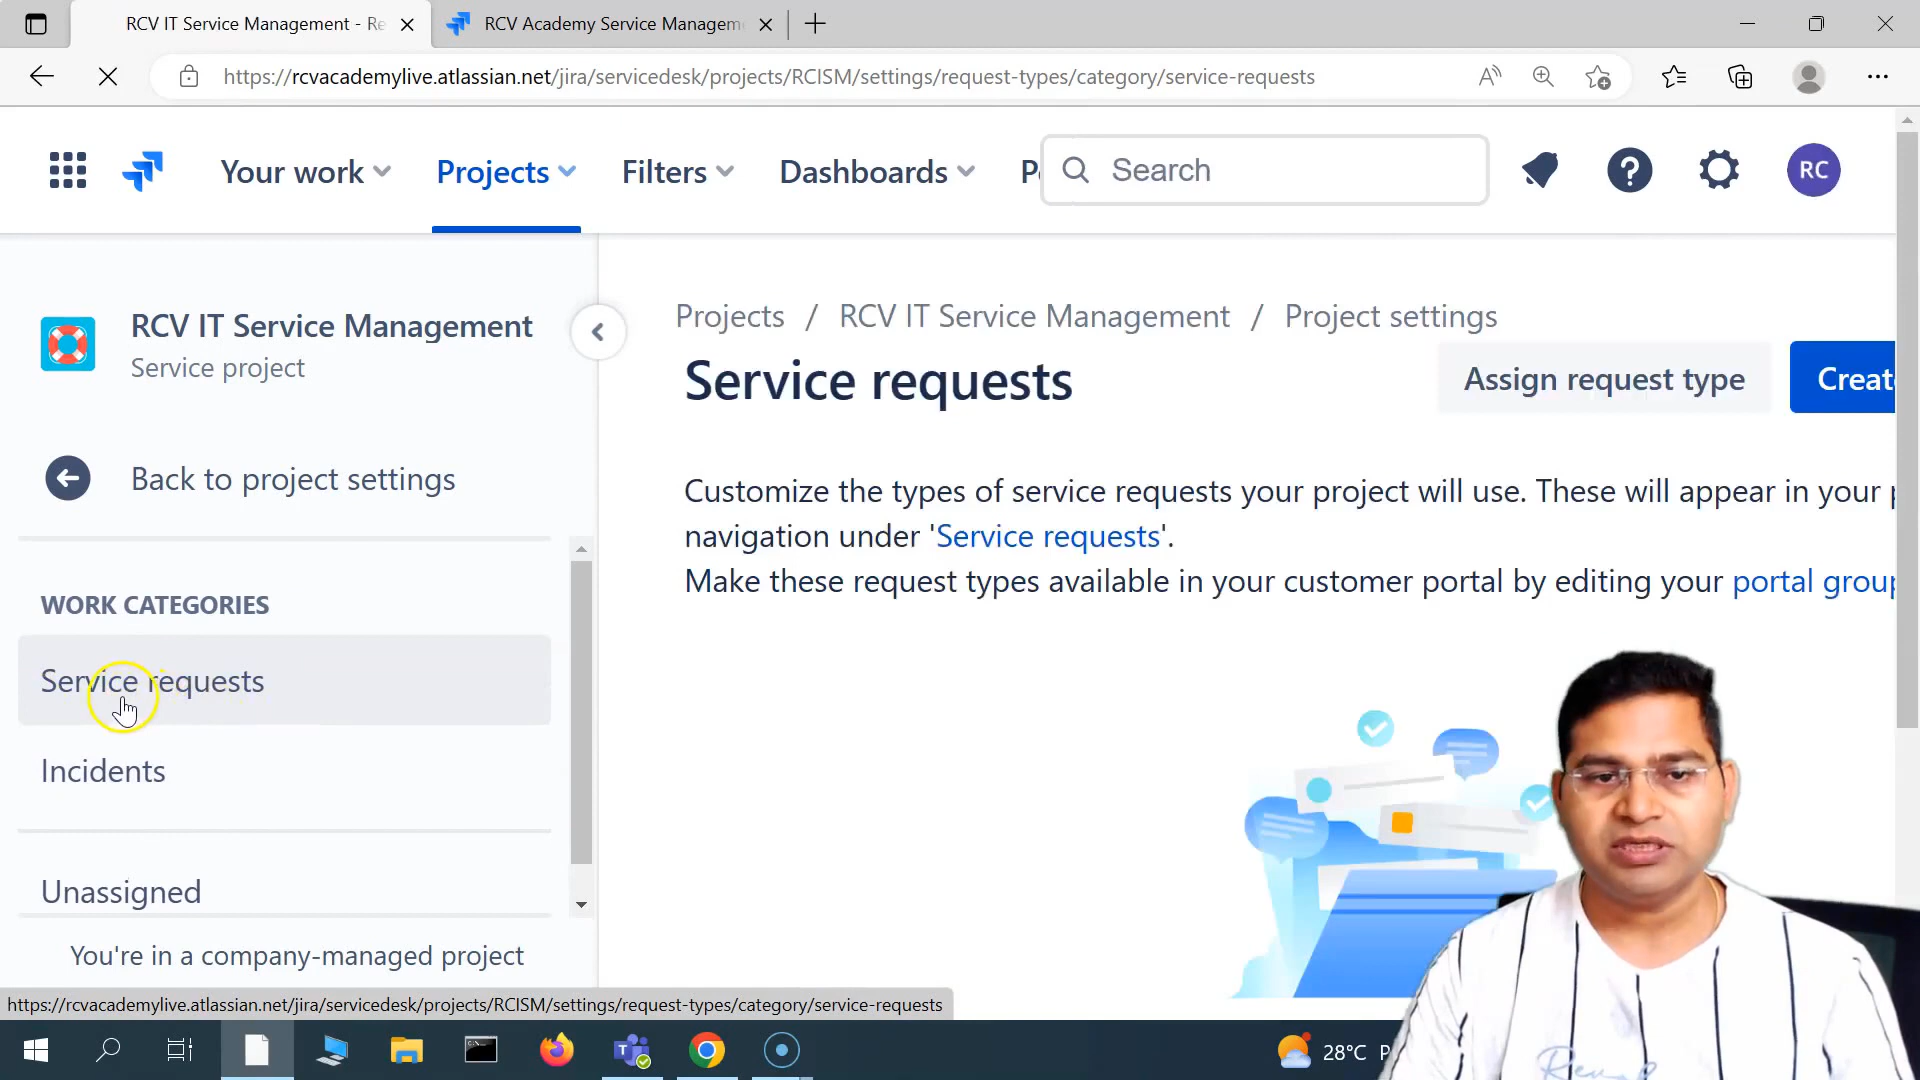 RCV IT Service Management - Re
RCV Academy Service Managem
https://rcvacademylive.atlassian.net/jira/servicedesk/projects/RCISM/settings/request-types/category/service-requests
Your work
Projects
Filters
Dashboards
Search
RC
RCV IT Service Management
Service project
Back to project settings
WORK CATEGORIES
Service requests
Incidents
Unassigned
You're in a company-managed project
Projects / RCV IT Service Management / Project settings
Service requests
Assign request type
Creat
Customize the types of service requests your project will use. These will appear in your
navigation under 'Service requests'.
Make these request types available in your customer portal by editing your portal group
https://rcvacademylive.atlassian.net/jira/servicedesk/projects/RCISM/settings/request-types/category/service-requests
28°C